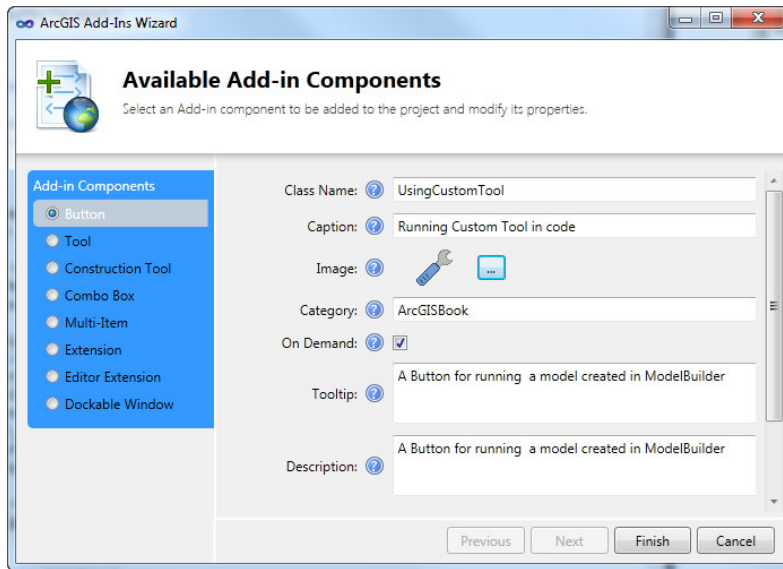 ArcGIS Add-Ins Wizard
Available Add-in Components
Select an Add-in component to be added to the project and modify its properties.
Add-in Components
Button
Tool
Construction Tool
Combo Box
Multi-Item
Extension
Editor Extension
Dockable Window
Class Name: UsingCustomTool
Caption: Running Custom Tool in code
Image: ...
Category: ArcGISBook
On Demand:
Tooltip: A Button for running  a model created in ModelBuilder
Description: A Button for running  a model created in ModelBuilder
Previous Next Finish Cancel